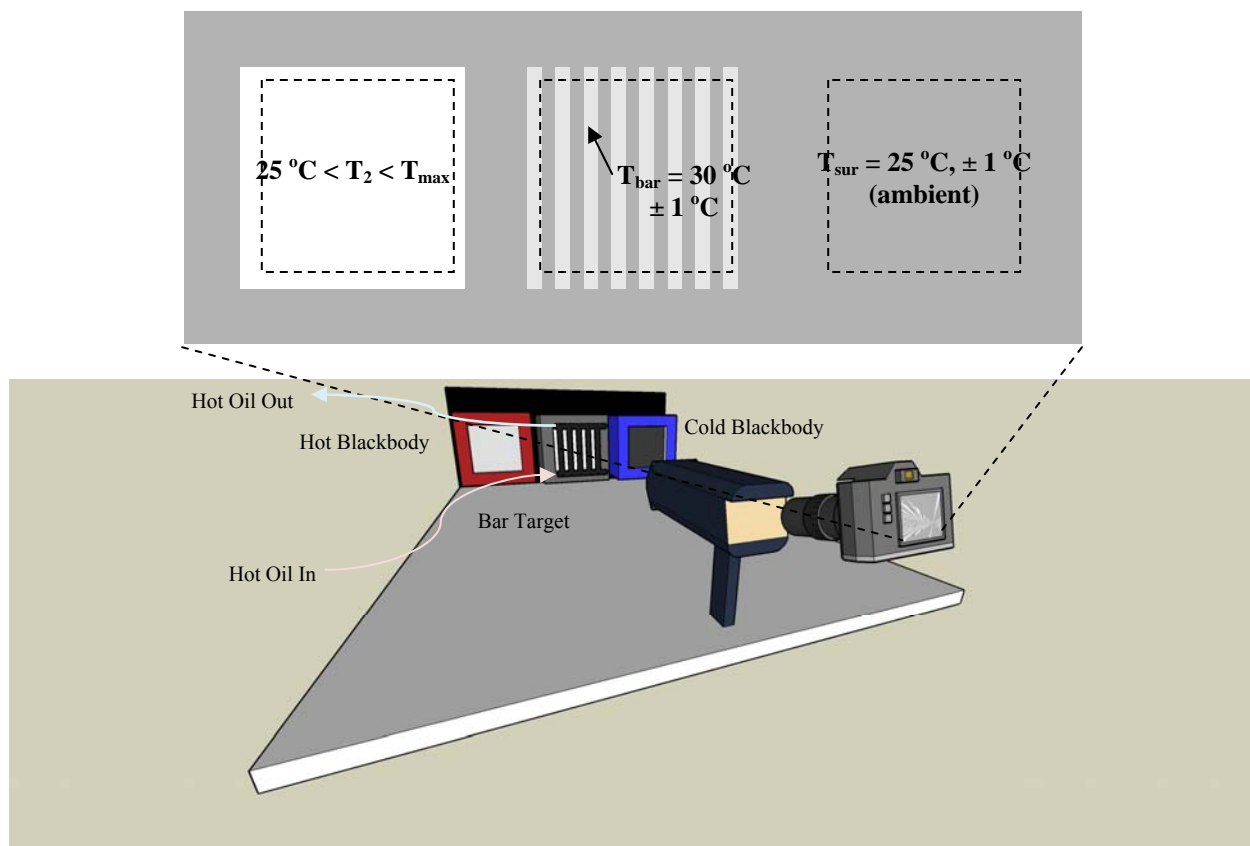 25 °C < T₂ < Tₘₐₓ
T_bar = 30 °C
± 1 °C
T_sur = 25 °C, ± 1 °C
(ambient)
Hot Oil Out
Hot Blackbody
Cold Blackbody
Bar Target
Hot Oil In